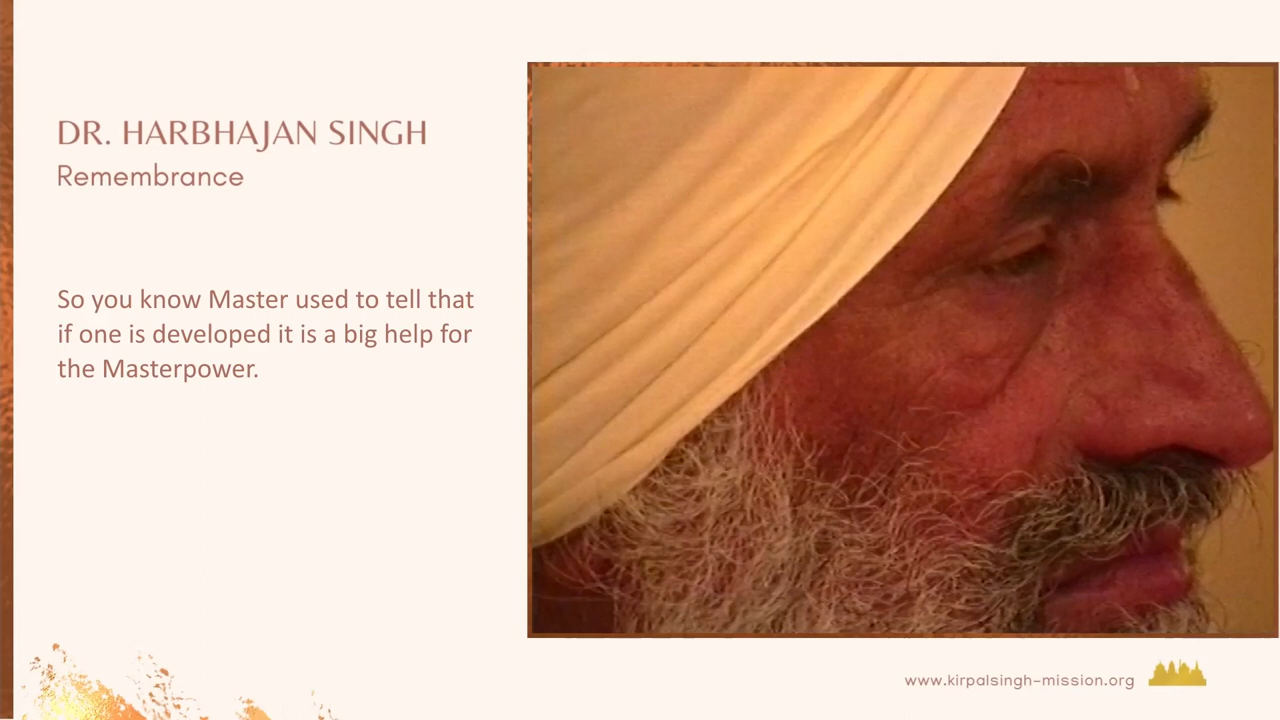 DR. HARBHAJAN SINGH
Remembrance
So you know Master used to tell that
if one is developed it is a big help for
the Masterpower.
www.kirpalsingh-mission.org